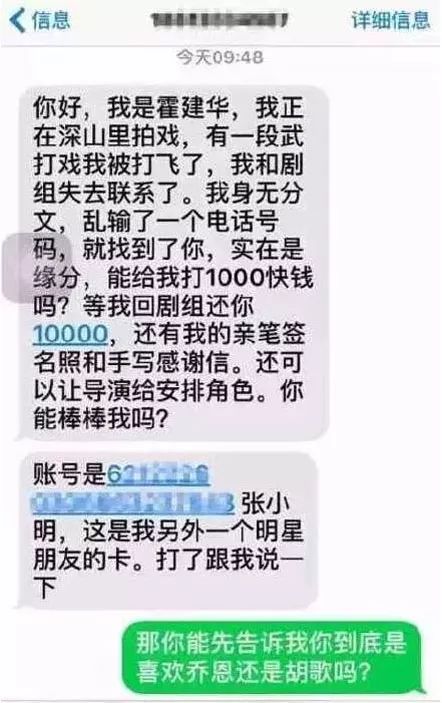 信息
详细信息
今天09:48
你好，我是霍建华，我正
在深山里拍戏，有一段武
打戏我被打飞了，我和剧
组失去联系了。我身无分
文，乱输了一个电话号
码，就找到了你，实在是
缘分，能给我打1000快钱
吗？等我回剧组还你
10000，还有我的亲笔签
名照和手写感谢信。还可
以让导演给安排角色。你
能棒棒我吗？
账号是
张小
明，这是我另外一个明星
朋友的卡。打了跟我说一
下
那你能先告诉我你到底是
喜欢乔恩还是胡歌吗？